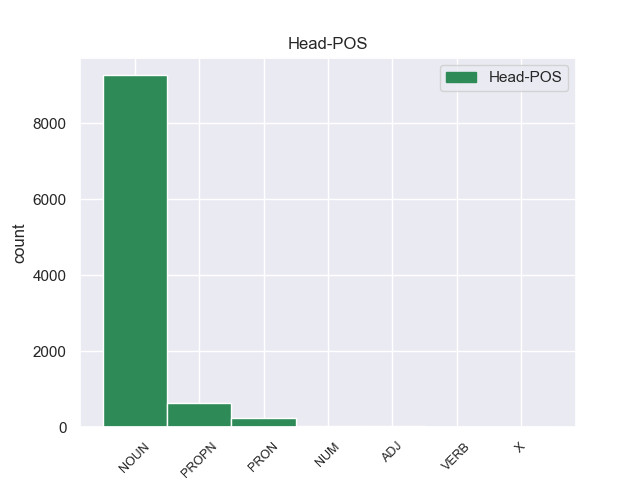 Head-POS
Head-POS
8000
6000
4000
2000
0
count
NOUN PROPN PRON NUM ADJ VERB X